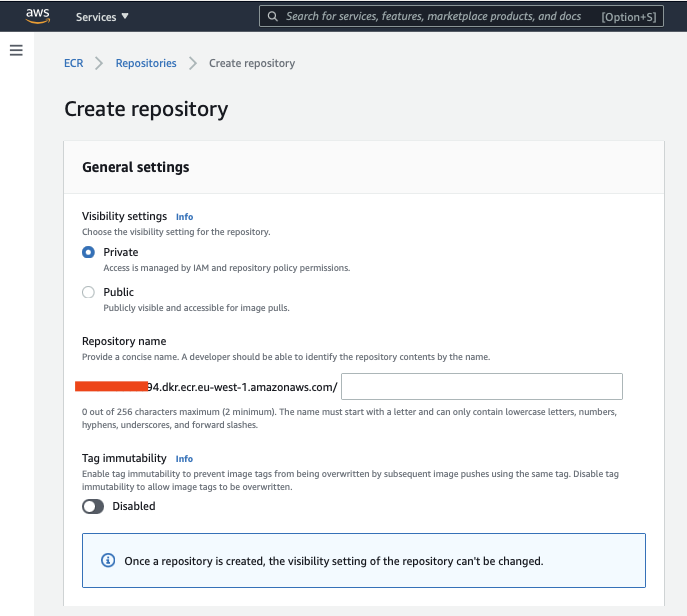 aws Services ▼ Search for services, features, marketplace products, and docs [Option+S]
ECR > Repositories > Create repository
Create repository
General settings
Visibility settings Info
Choose the visibility setting for the repository.
Private
Access is managed by IAM and repository policy permissions.
Public
Publicly visible and accessible for image pulls.
Repository name
Provide a concise name. A developer should be able to identify the repository contents by the name.
94.dkr.ecr.eu-west-1.amazonaws.com/
0 out of 256 characters maximum (2 minimum). The name must start with a letter and can only contain lowercase letters, numbers,
hyphens, underscores, and forward slashes.
Tag immutability Info
Enable tag immutability to prevent image tags from being overwritten by subsequent image pushes using the same tag. Disable tag
immutability to allow image tags to be overwritten.
Disabled
Once a repository is created, the visibility setting of the repository can't be changed.